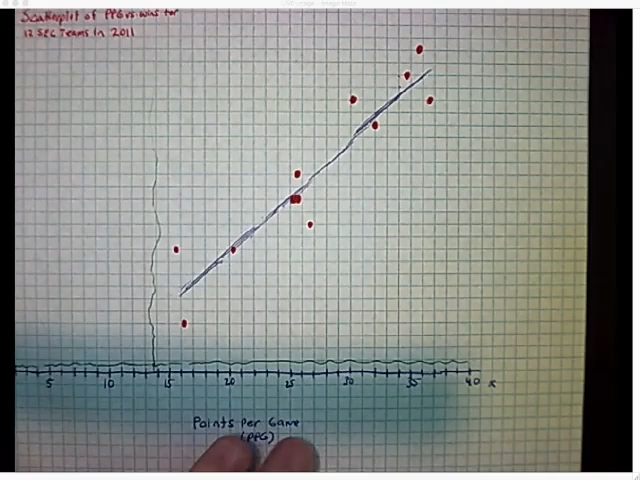 Scatterplot of PPG vs. wins for
12 SEC Teams in 2011
5 10 15 20 25 30 35 40 x
Points Per Game
(PPG)